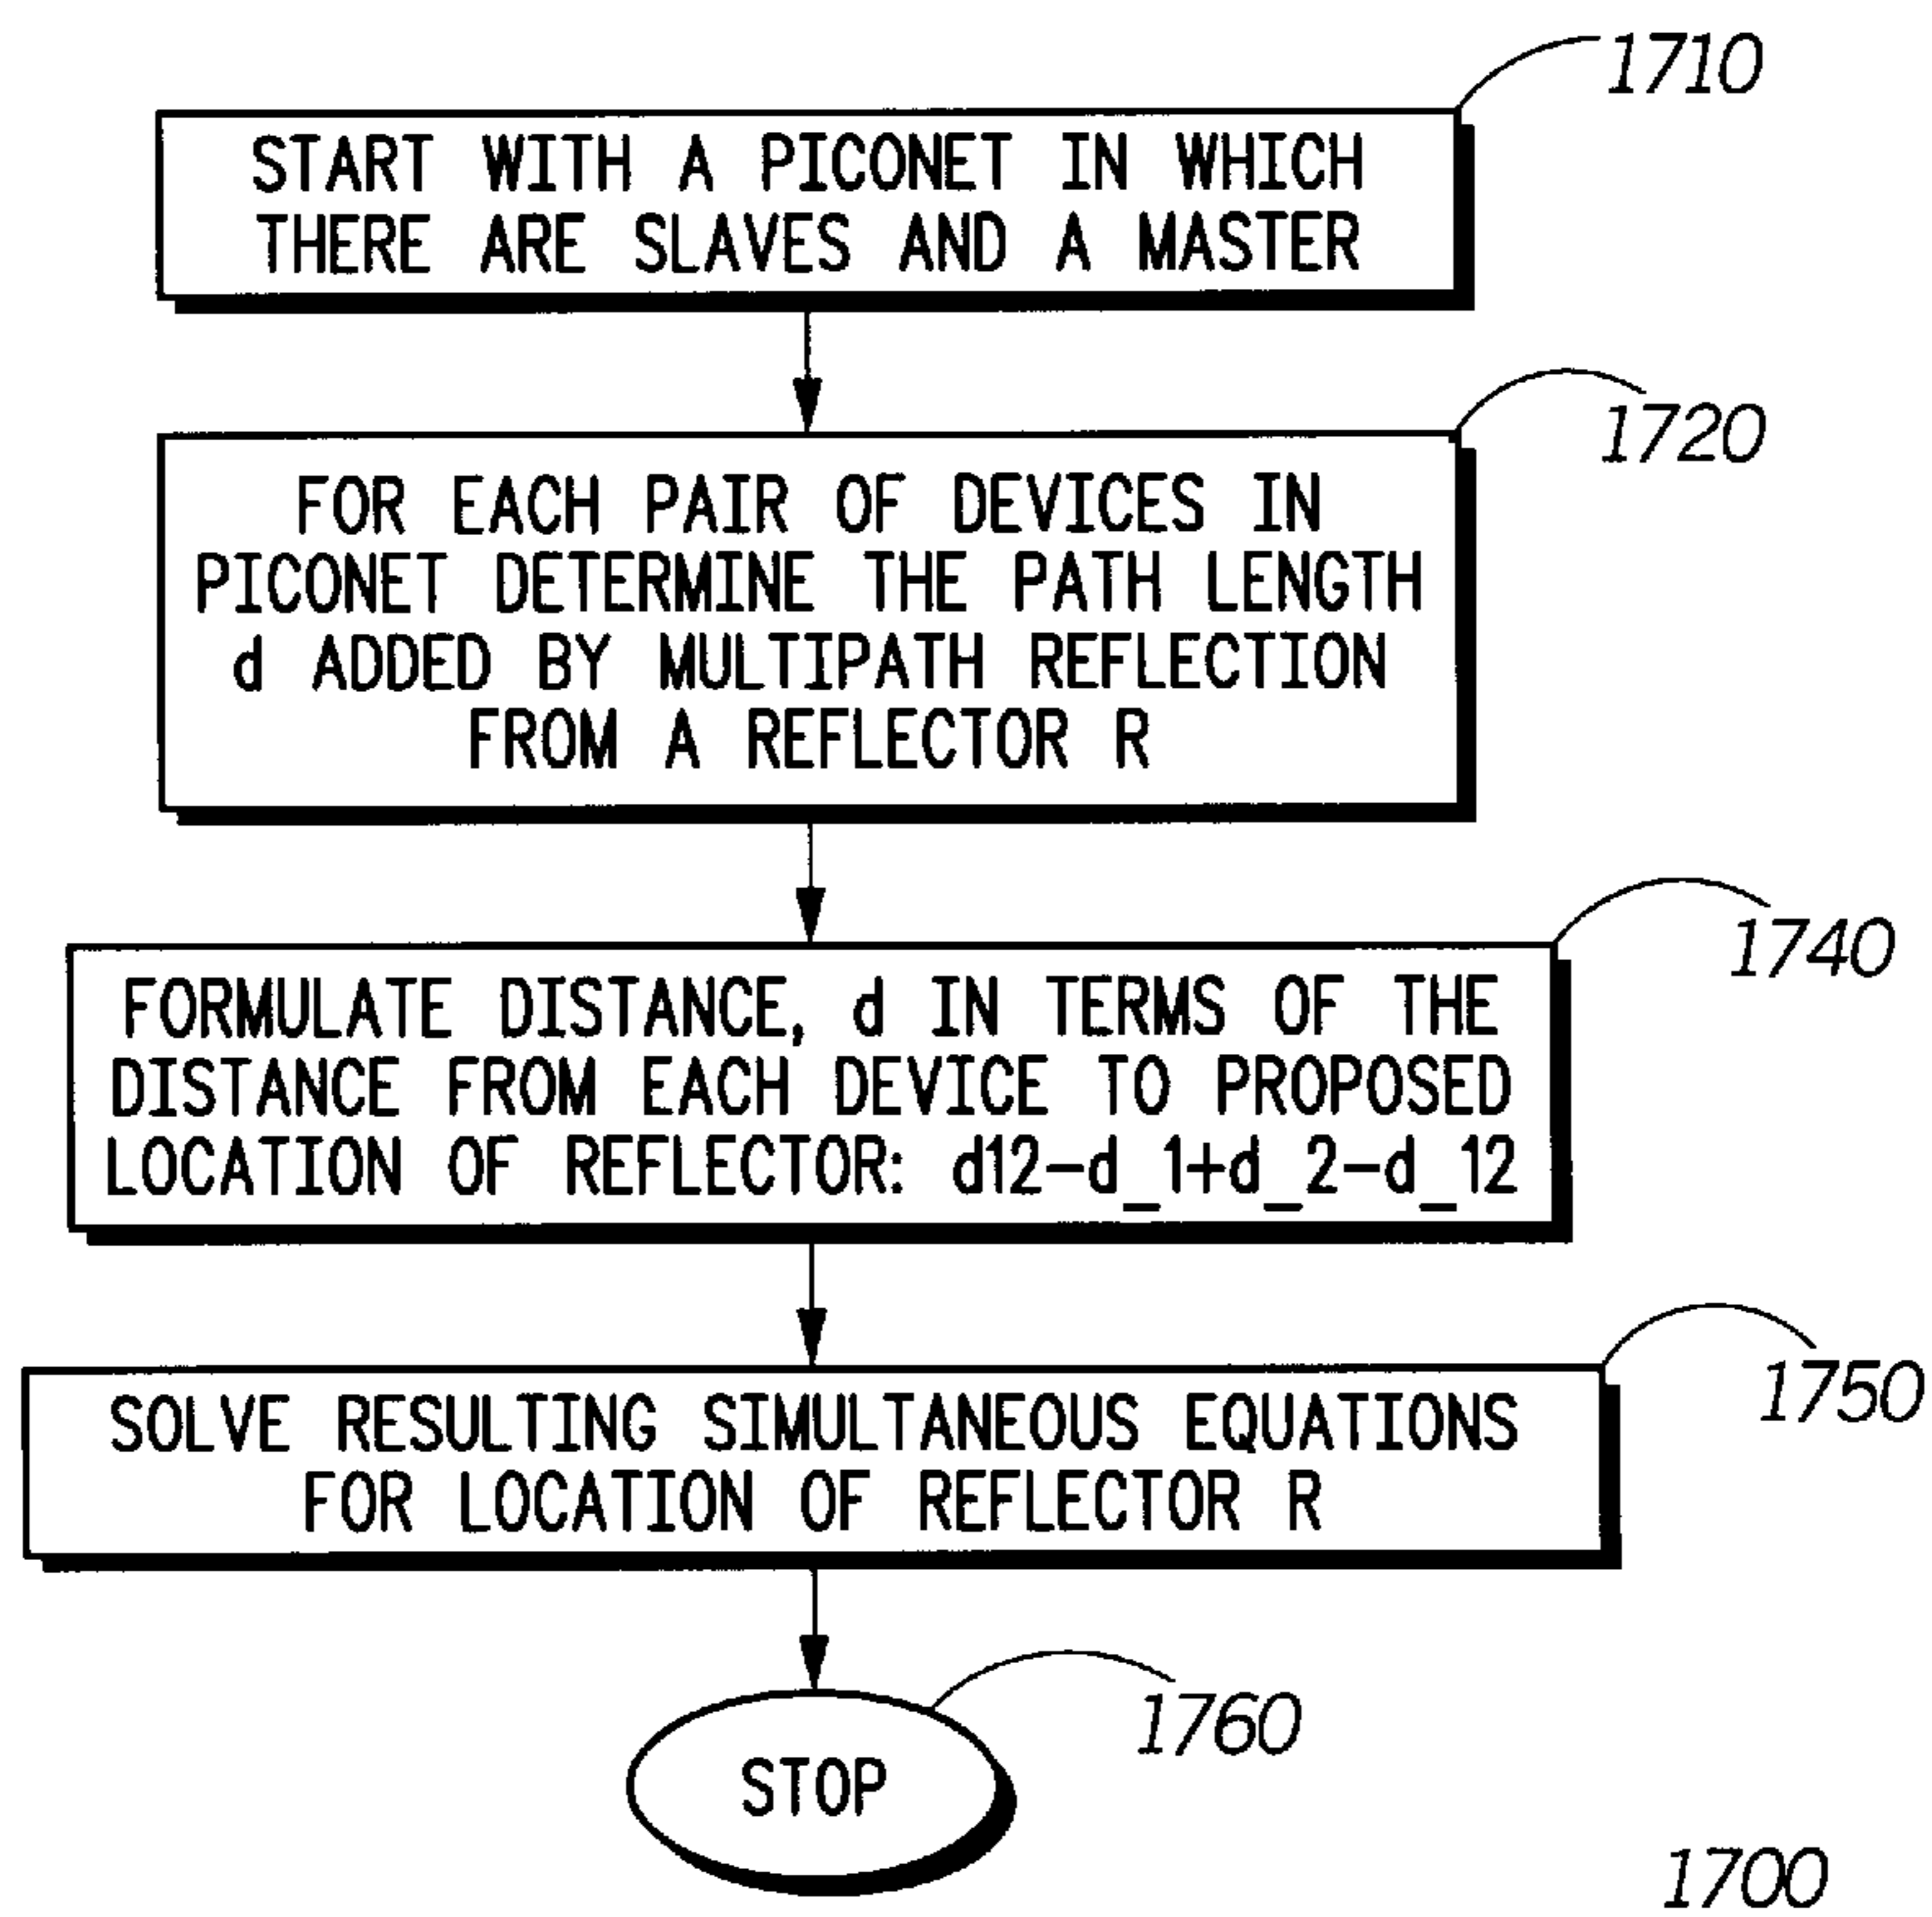 1710
START WITH A PICONET IN WHICH
THERE ARE SLAVES AND A MASTER
1720
FOR EACH PAIR OF DEVICES IN
PICONET DETERMINE THE PATH LENGTH
d ADDED BY MULTIPATH REFLECTION
FROM A REFLECTOR R
1740
FORMULATE DISTANCE, d IN TERMS OF THE
DISTANCE FROM EACH DEVICE TO PROPOSED
LOCATION OF REFLECTOR: d12-d_1+d_2-d_12
1750
SOLVE RESULTING SIMULTANEOUS EQUATIONS
FOR LOCATION OF REFLECTOR R
1760
STOP
1700